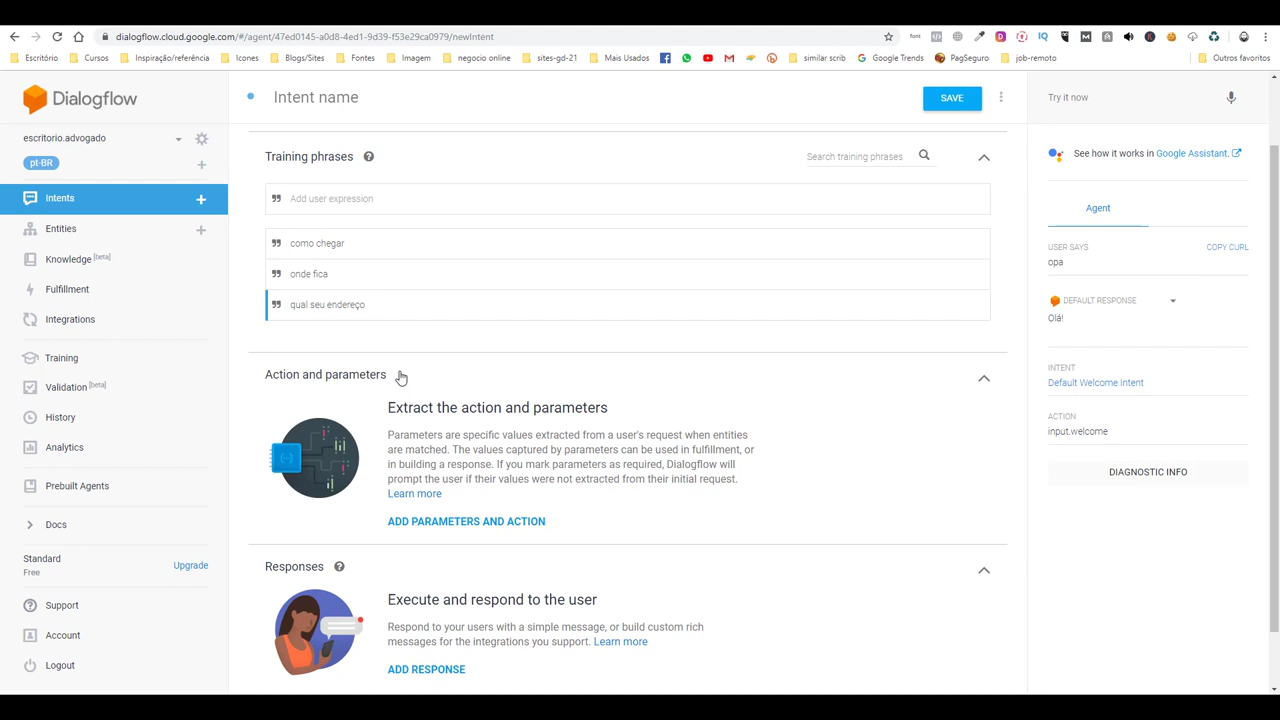 dialogflow.cloud.google.com/#/agent/47ed0145-a0d8-4ed1-9d39-f53e29ca0979/newIntent
Escritório
Cursos
Inspiração/referência
Icones
Blogs/Sites
Fontes
Imagem
negocio online
sites-gd-21
Mais Usados
similar scrib
Google Trends
PagSeguro
job-remoto
Outros favoritos
Dialogflow
Intent name
SAVE
Try it now
escritorio.advogado
pt-BR
Intents
Entities
Knowledge [beta]
Fulfillment
Integrations
Training
Validation [beta]
History
Analytics
Prebuilt Agents
Docs
Standard
Free
Upgrade
Support
Account
Logout
Training phrases
Search training phrases
Add user expression
como chegar
onde fica
qual seu endereço
Action and parameters
Extract the action and parameters
Parameters are specific values extracted from a user's request when entities
are matched. The values captured by parameters can be used in fulfillment, or
in building a response. If you mark parameters as required, Dialogflow will
prompt the user if their values were not extracted from their initial request.
Learn more
ADD PARAMETERS AND ACTION
Responses
Execute and respond to the user
Respond to your users with a simple message, or build custom rich
messages for the integrations you support. Learn more
ADD RESPONSE
See how it works in Google Assistant.
Agent
USER SAYS
COPY CURL
opa
DEFAULT RESPONSE
Olá!
INTENT
Default Welcome Intent
ACTION
input.welcome
DIAGNOSTIC INFO